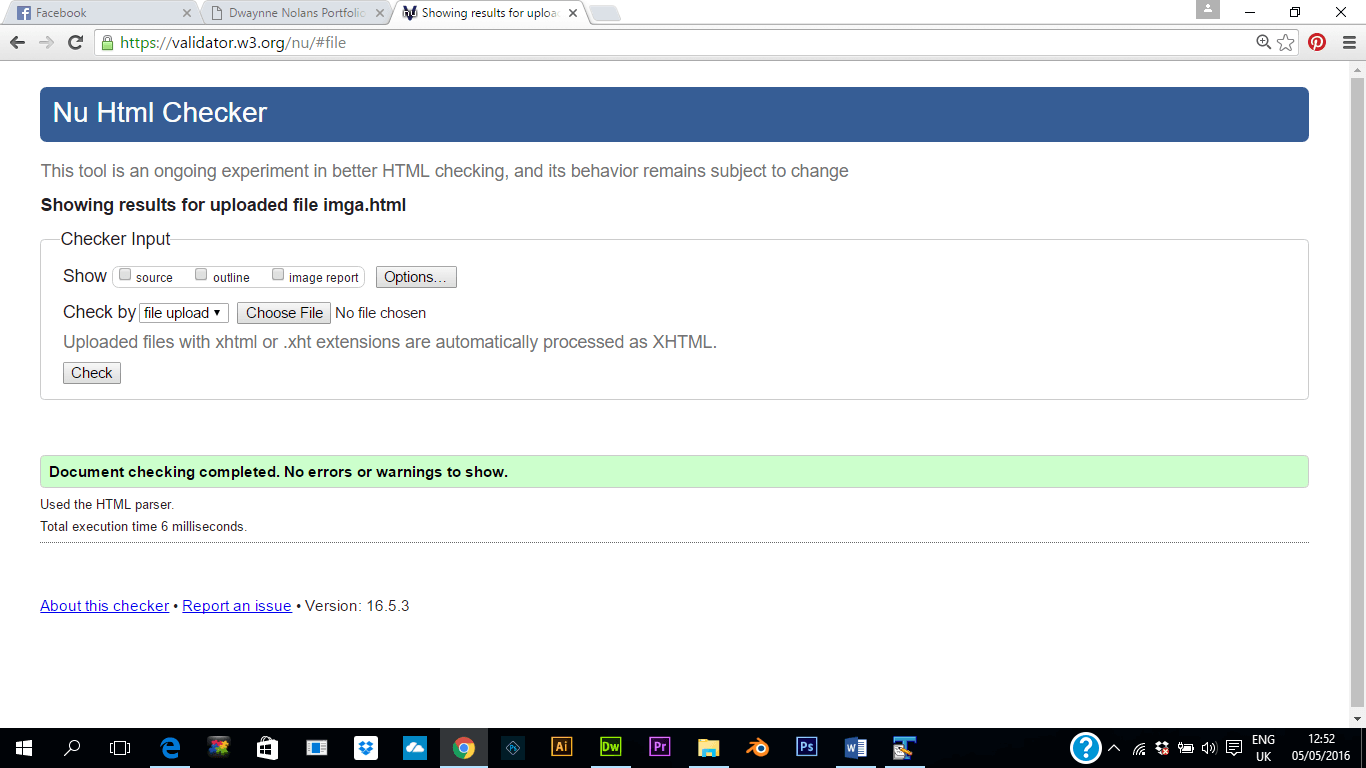 Facebook
Dwaynne Nolans Portfolio
Showing results for uploa
https://validator.w3.org/nu/#file
Nu Html Checker
This tool is an ongoing experiment in better HTML checking, and its behavior remains subject to change
Showing results for uploaded file imga.html
Checker Input
Show source outline image report Options...
Check by file upload Choose File No file chosen
Uploaded files with xhtml or .xht extensions are automatically processed as XHTML.
Check
Document checking completed. No errors or warnings to show.
Used the HTML parser.
Total execution time 6 milliseconds.
About this checker • Report an issue • Version: 16.5.3
Ai Dw Pr Ps
ENG 12:52
UK 05/05/2016